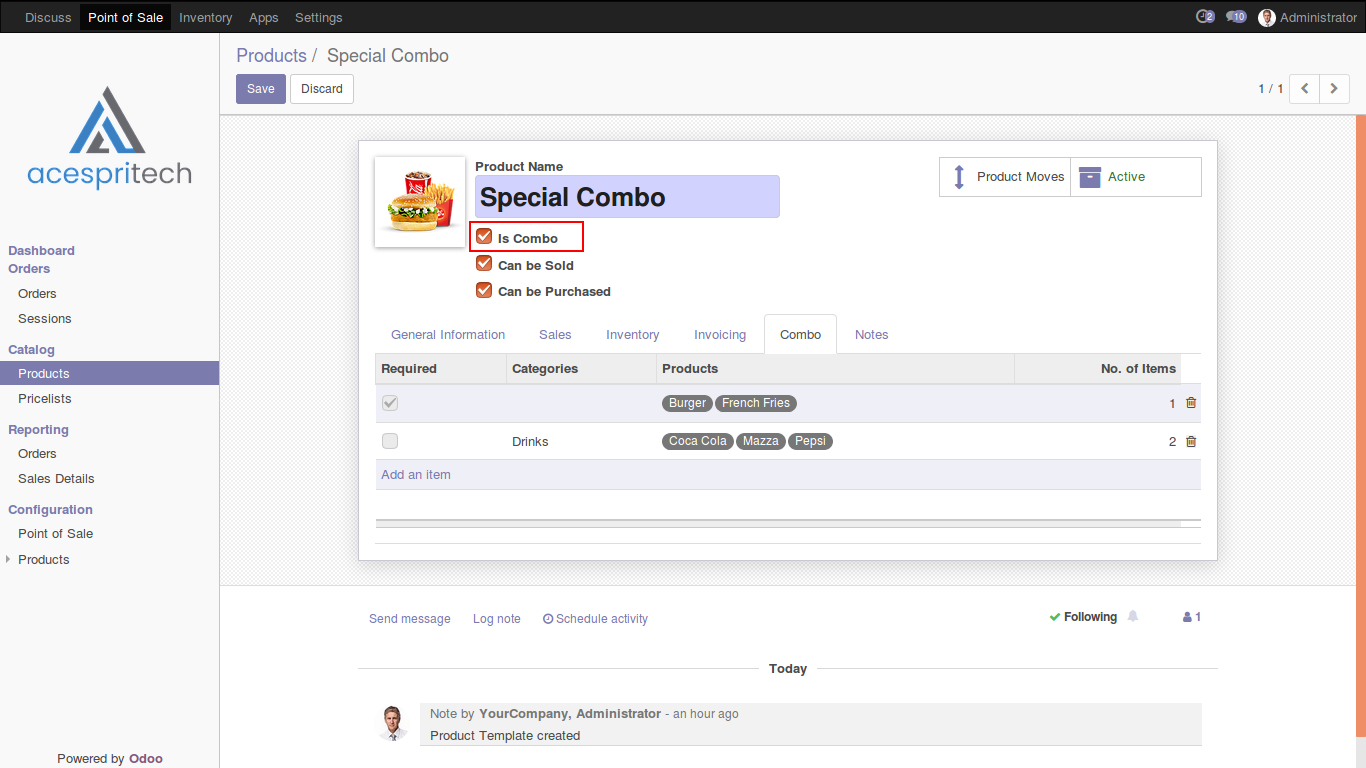 Discuss Point of Sale Inventory Apps Settings 2 10 Administrator
Products / Special Combo
Save Discard 1 / 1
acespritech
Dashboard
Orders
Orders
Sessions
Catalog
Products
Pricelists
Reporting
Orders
Sales Details
Configuration
Point of Sale
Products
Powered by Odoo
Product Name
Special Combo
Product Moves Active
Is Combo
Can be Sold
Can be Purchased
General Information Sales Inventory Invoicing Combo Notes
Required Categories Products No. of Items
Burger French Fries 1
Drinks Coca Cola Mazza Pepsi 2
Add an item
Send message Log note Schedule activity Following 1
Today
Note by YourCompany, Administrator - an hour ago
Product Template created